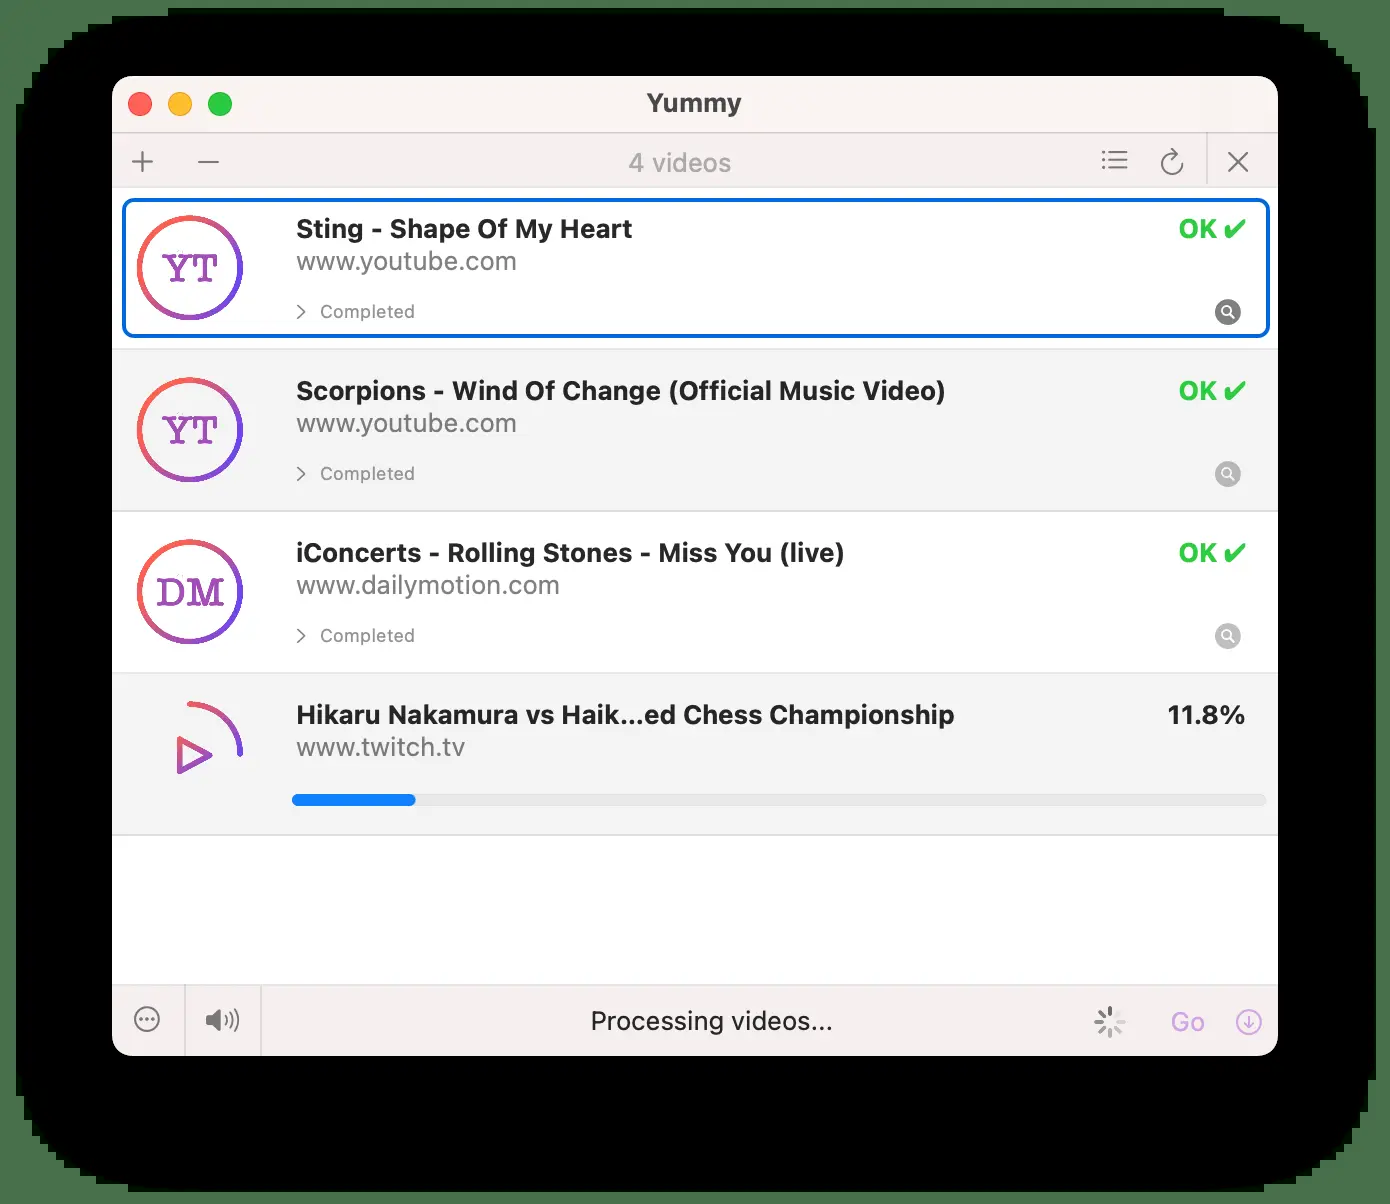 Yummy
4 videos
YT
Sting - Shape Of My Heart
OK ✔
www.youtube.com
Completed
YT
Scorpions - Wind Of Change (Official Music Video)
OK ✔
www.youtube.com
Completed
DM
iConcerts - Rolling Stones - Miss You (live)
OK ✔
www.dailymotion.com
Completed
Hikaru Nakamura vs Haik...ed Chess Championship
11.8%
www.twitch.tv
Processing videos...
Go